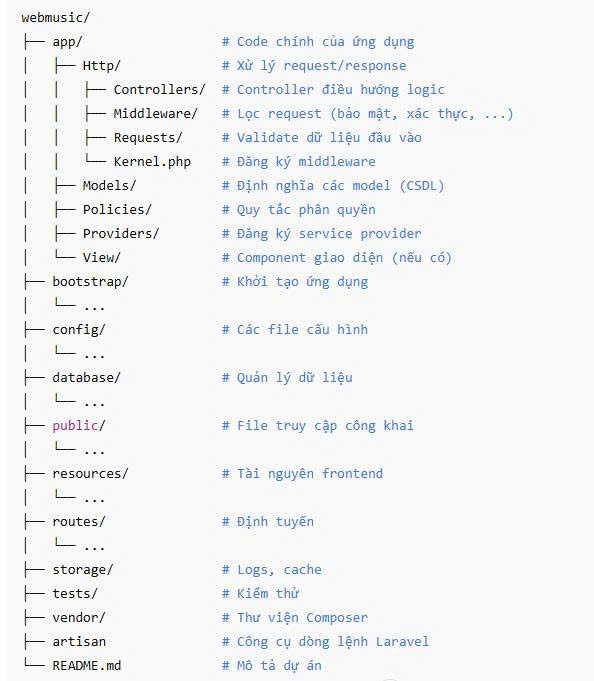 webmusic/
├── app/                  # Code chính của ứng dụng
│   ├── Http/             # Xử lý request/response
│   │   ├── Controllers/  # Controller điều hướng logic
│   │   ├── Middleware/   # Lọc request (bảo mật, xác thực, ...)
│   │   ├── Requests/     # Validate dữ liệu đầu vào
│   │   └── Kernel.php    # Đăng ký middleware
│   ├── Models/           # Định nghĩa các model (CSDL)
│   ├── Policies/         # Quy tắc phân quyền
│   ├── Providers/        # Đăng ký service provider
│   └── View/             # Component giao diện (nếu có)
├── bootstrap/            # Khởi tạo ứng dụng
│   └── ...
├── config/               # Các file cấu hình
│   └── ...
├── database/             # Quản lý dữ liệu
│   └── ...
├── public/               # File truy cập công khai
│   └── ...
├── resources/            # Tài nguyên frontend
│   └── ...
├── routes/               # Định tuyến
│   └── ...
├── storage/              # Logs, cache
├── tests/                # Kiểm thử
├── vendor/               # Thư viện Composer
├── artisan               # Công cụ dòng lệnh Laravel
└── README.md             # Mô tả dự án